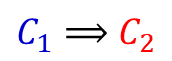 C₁ ⟹ C₂